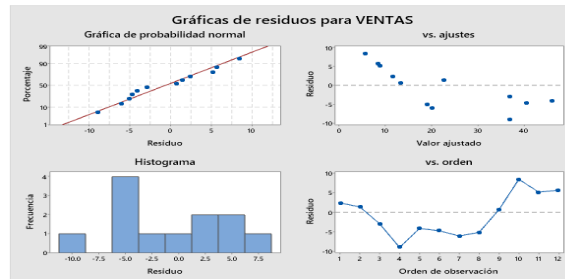 Gráficas de residuos para VENTAS
Gráfica de probabilidad normal
99
90
50
10
1
Porcentaje
-10 -5 0 5 10
Residuo
vs. ajustes
10
5
0
-5
-10
Residuo
0 10 20 30 40
Valor ajustado
Histograma
4
3
2
1
0
Frecuencia
-10.0 -7.5 -5.0 -2.5 0.0 2.5 5.0 7.5
Residuo
vs. orden
10
5
0
-5
-10
Residuo
1 2 3 4 5 6 7 8 9 10 11 12
Orden de observación